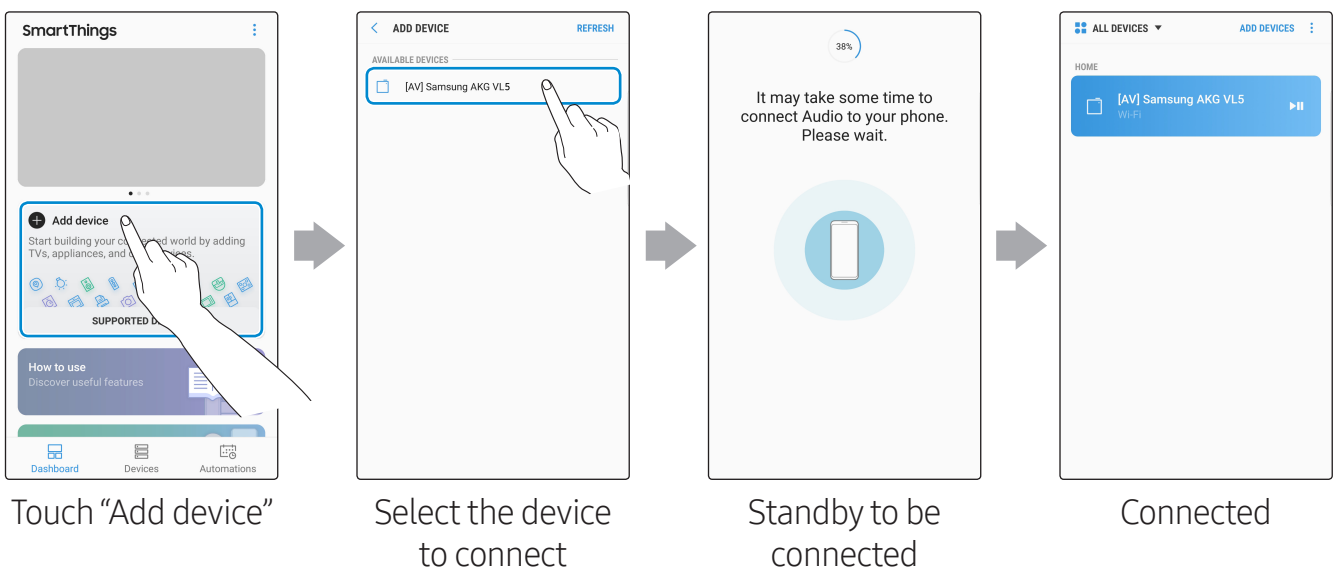 SmartThings
Add device
Start building your co
ed world by adding
TVs, appliances, and
SUPPORTED D
How to use
Discover useful features
Dashboard
Devices
Automations
Touch “Add device”
ADD DEVICE
REFRESH
AVAILABLE DEVICES
[AV] Samsung AKG VL5
Select the device
to connect
38%
It may take some time to
connect Audio to your phone.
Please wait.
Standby to be
connected
ALL DEVICES
ADD DEVICES
HOME
[AV] Samsung AKG VL5
Wi-Fi
Connected